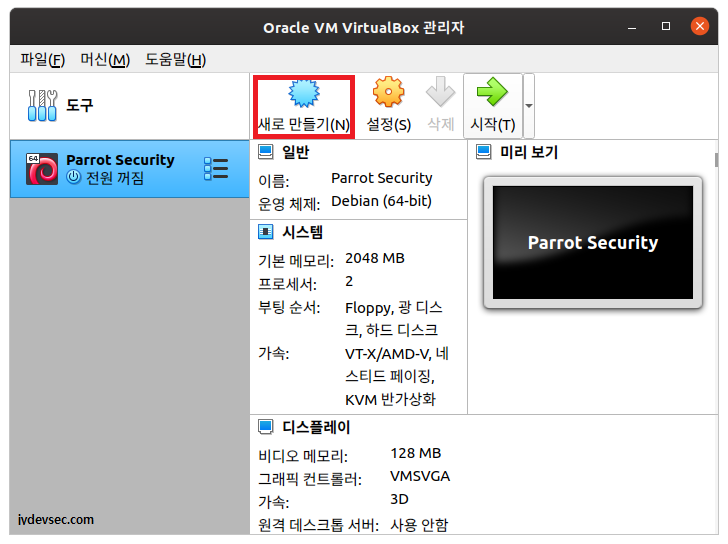 Oracle VM VirtualBox 관리자
파일(F) 머신(M) 도움말(H)
도구
새로 만들기(N) 설정(S) 삭제 시작(T)
64
Parrot Security
전원 꺼짐
일반
이름: Parrot Security
운영 체제: Debian (64-bit)
시스템
기본 메모리: 2048 MB
프로세서: 2
부팅 순서: Floppy, 광 디스
크, 하드 디스크
가속: VT-X/AMD-V, 네
스티드 페이징,
KVM 반가상화
디스플레이
비디오 메모리: 128 MB
그래픽 컨트롤러: VMSVGA
가속: 3D
원격 데스크톱 서버: 사용 안함
미리 보기
Parrot Security
jydevsec.com